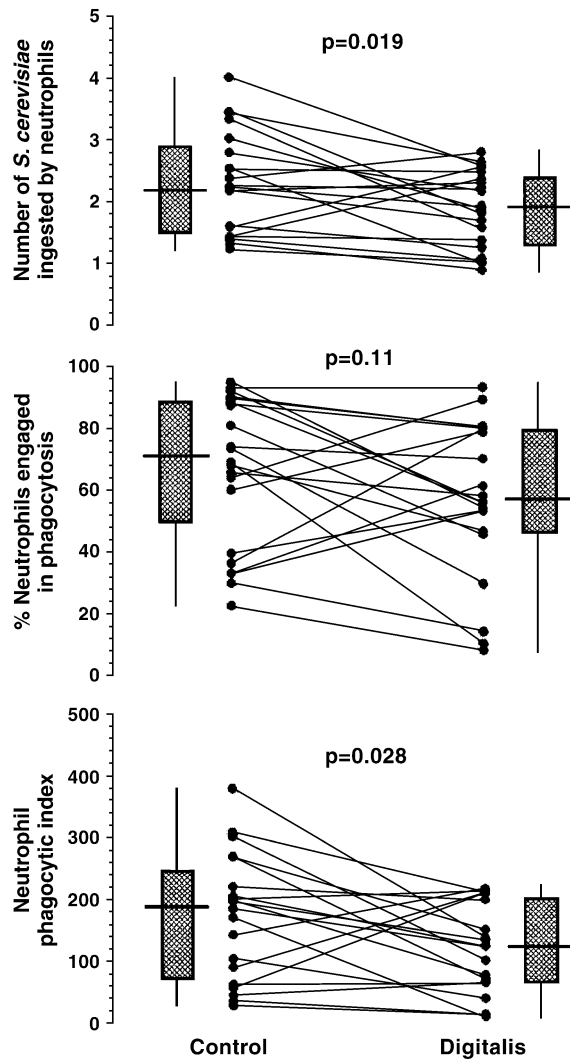 5
p=0.019
4
3
2
1
0
Number of S. cerevisiae
ingested by neutrophils
p=0.11
100
80
60
40
20
0
% Neutrophils engaged
in phagocytosis
500
p=0.028
400
300
200
100
0
Neutrophil
phagocytic index
Control Digitalis